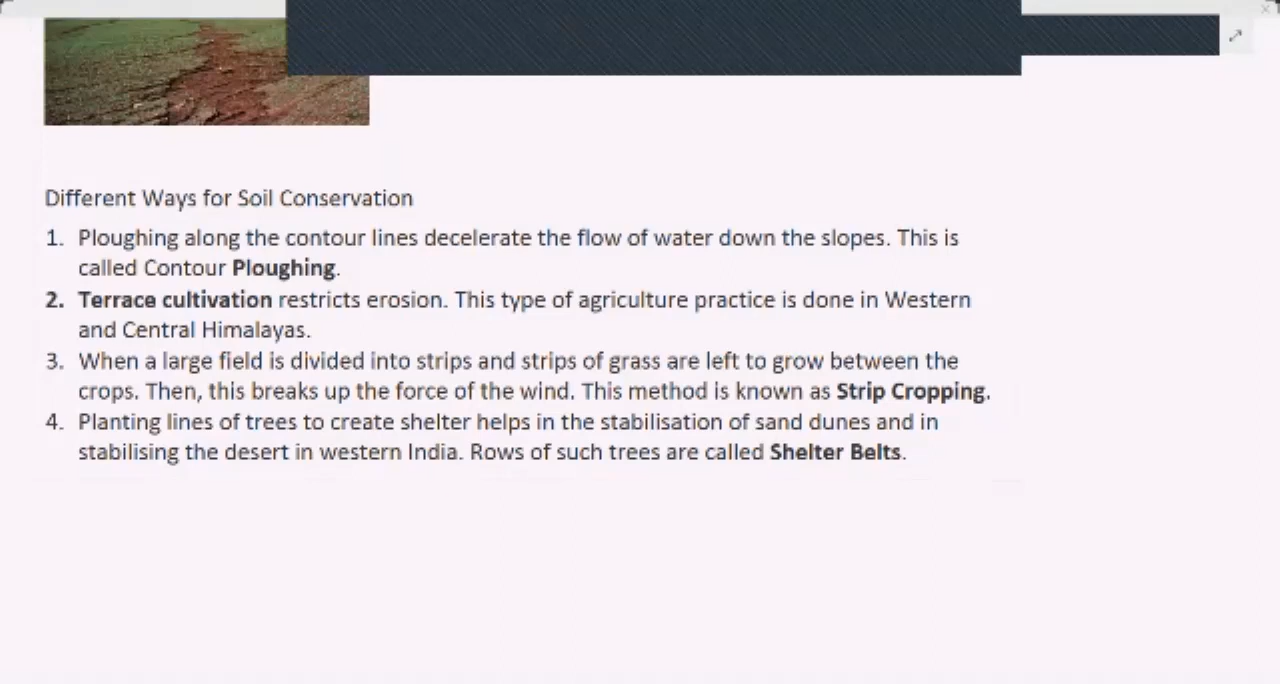 Different Ways for Soil Conservation
1. Ploughing along the contour lines decelerate the flow of water down the slopes. This is
called Contour Ploughing.
2. Terrace cultivation restricts erosion. This type of agriculture practice is done in Western
and Central Himalayas.
3. When a large field is divided into strips and strips of grass are left to grow between the
crops. Then, this breaks up the force of the wind. This method is known as Strip Cropping.
4. Planting lines of trees to create shelter helps in the stabilisation of sand dunes and in
stabilising the desert in western India. Rows of such trees are called Shelter Belts.